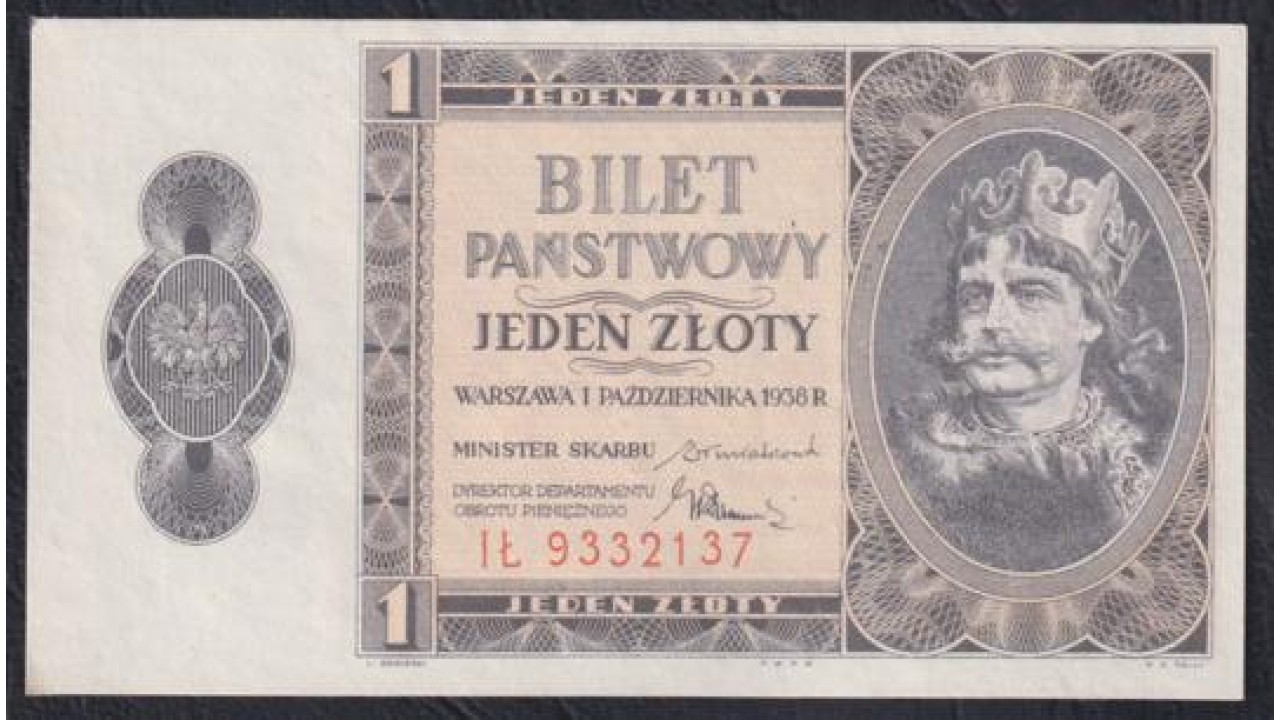 1
JEDEN ZŁOTY
BILET
PAŃSTWOWY
JEDEN ZŁOTY
WARSZAWA 1 PAŹDZIERNIKA 1938 R
MINISTER SKARBU
DYREKTOR DEPARTAMENTU
OBROTU PIENIĘŻNEGO
IŁ 9332137
1
JEDEN ZŁOTY